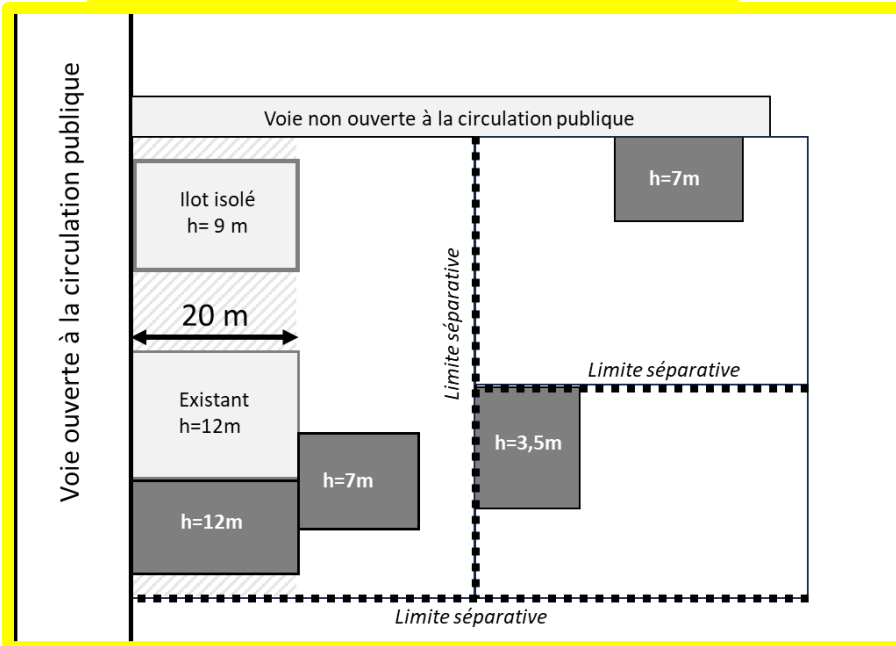 Voie ouverte à la circulation publique
Voie non ouverte à la circulation publique
Ilot isolé
h= 9 m
h=7m
20 m
Limite séparative
Limite séparative
Existant
h=12m
h=7m
h=3,5m
h=12m
Limite séparative